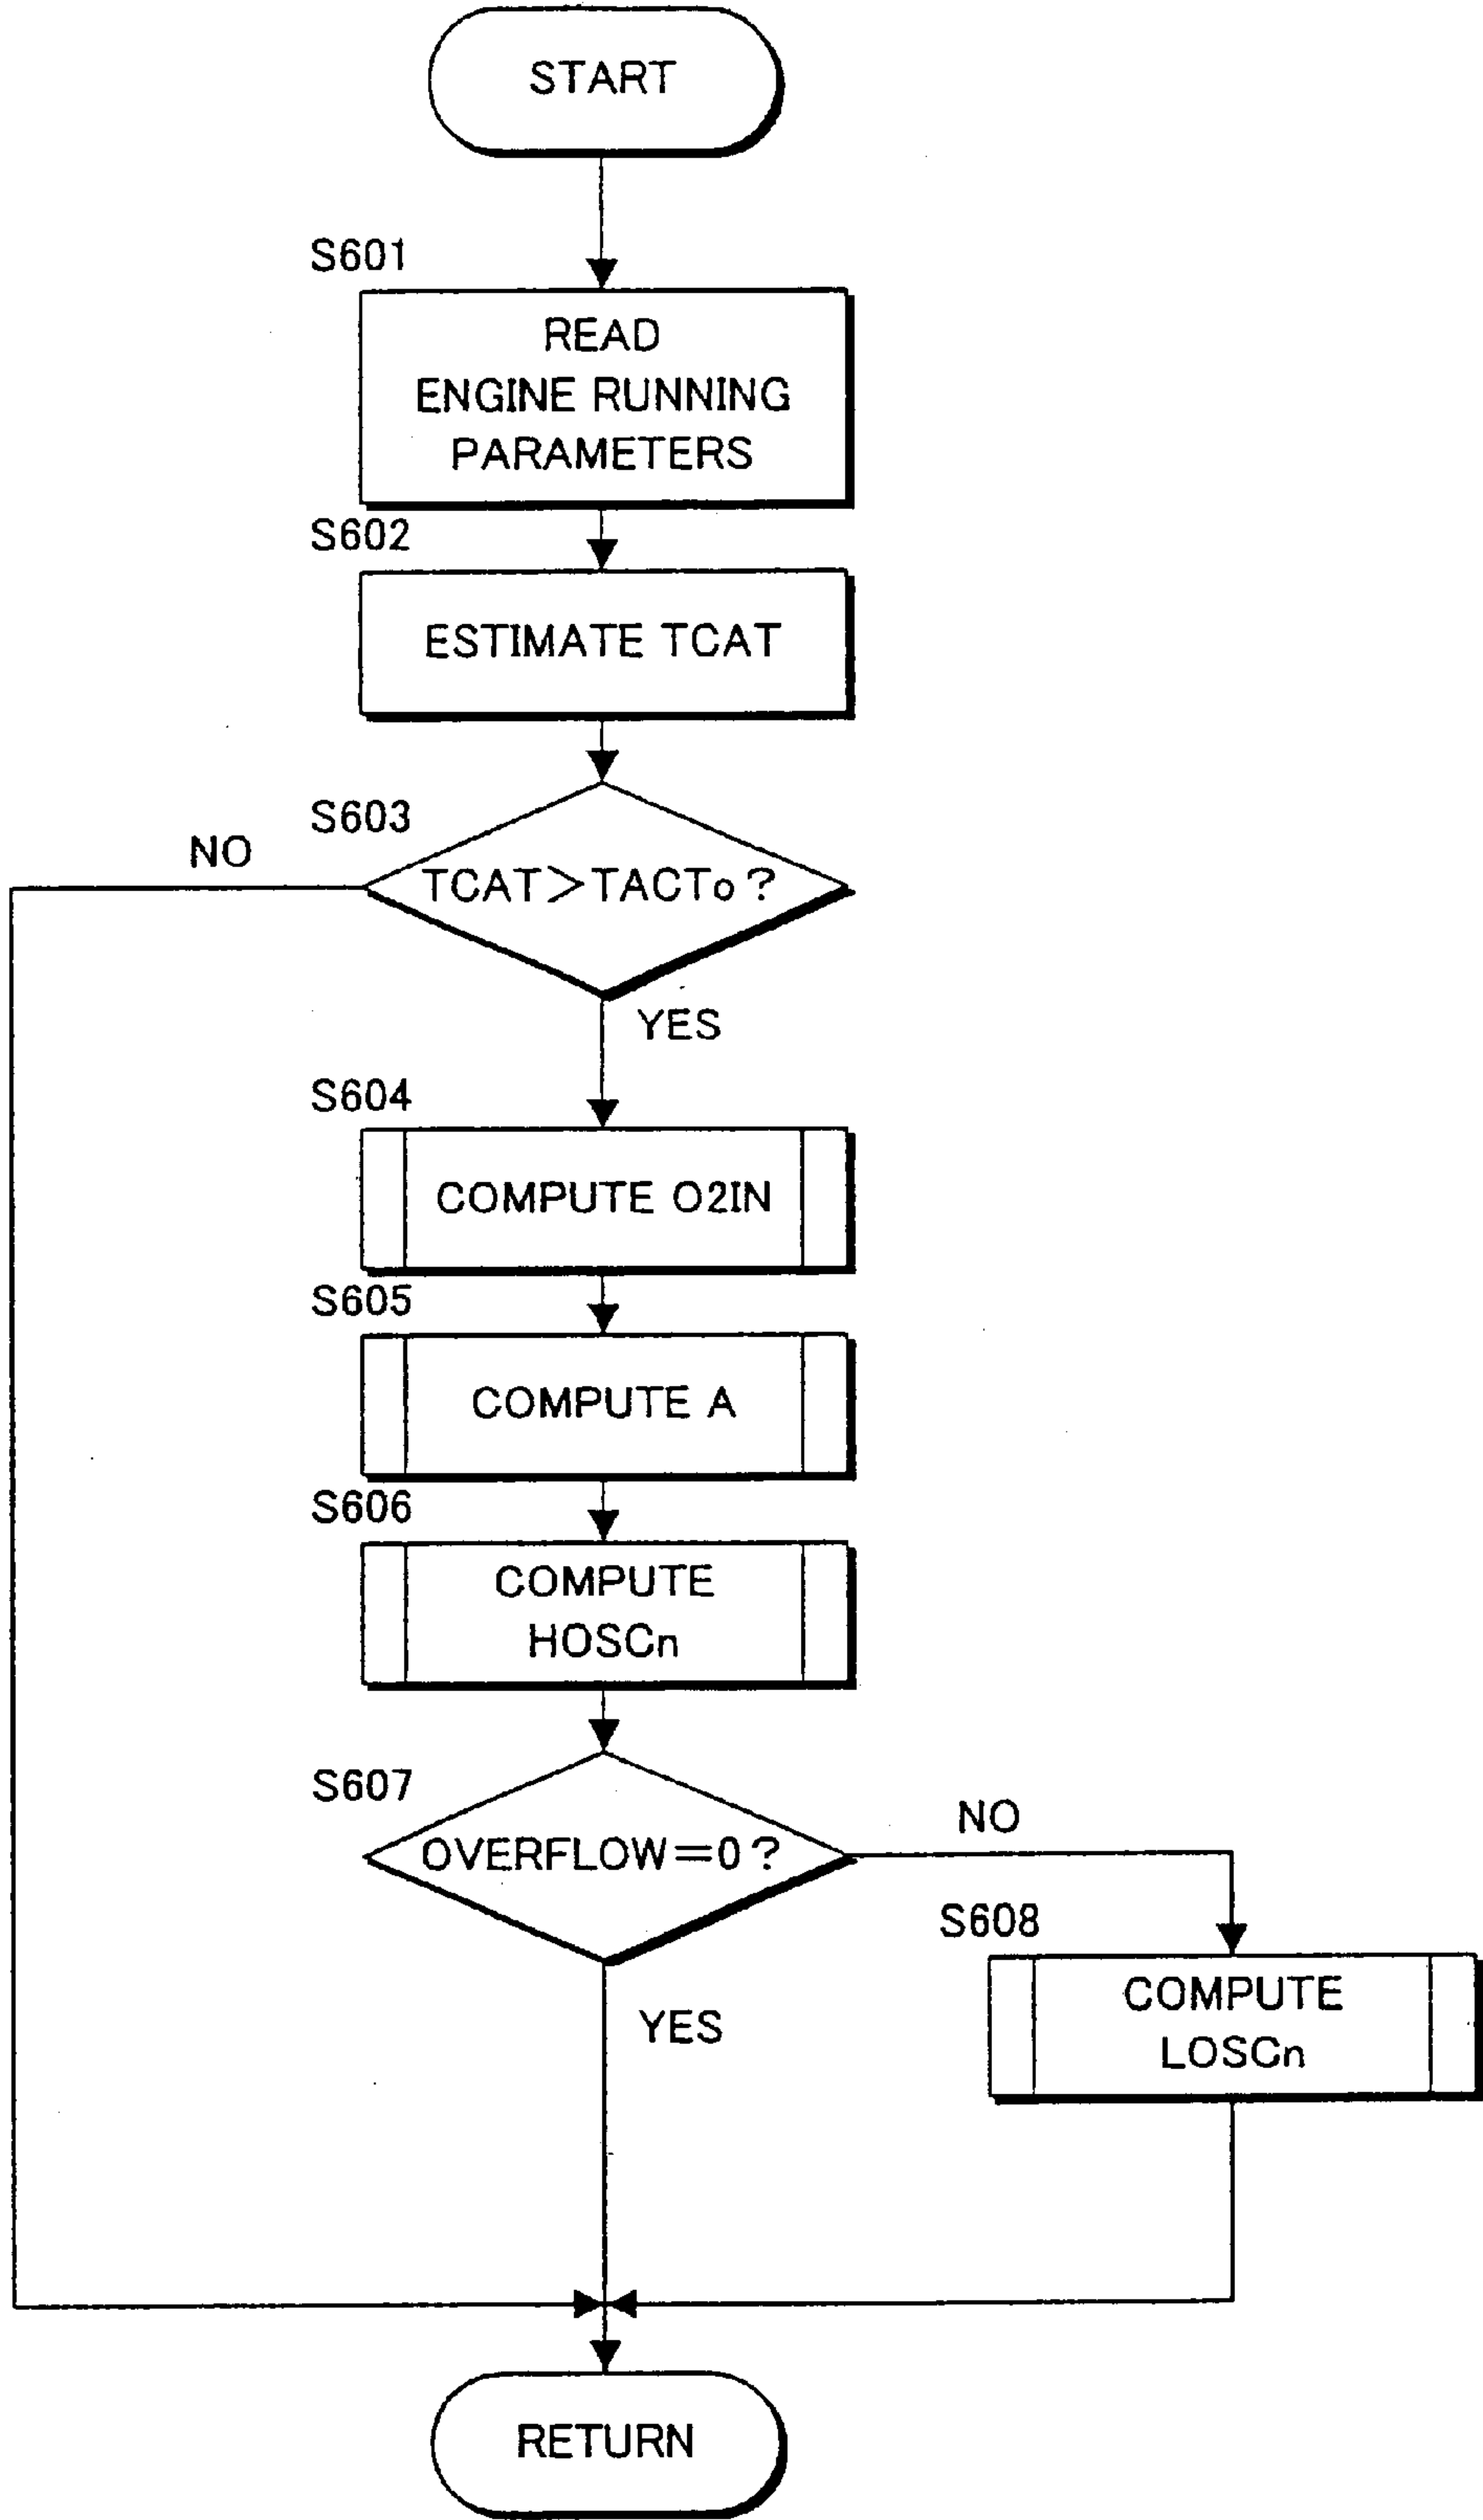 START
S601
READ
ENGINE RUNNING
PARAMETERS
S602
ESTIMATE TCAT
S603
NO
TCAT>TACTo?
YES
S604
COMPUTE O2IN
S605
COMPUTE A
S606
COMPUTE
HOSCn
S607
OVERFLOW=0?
NO
YES
S608
COMPUTE
LOSCn
RETURN